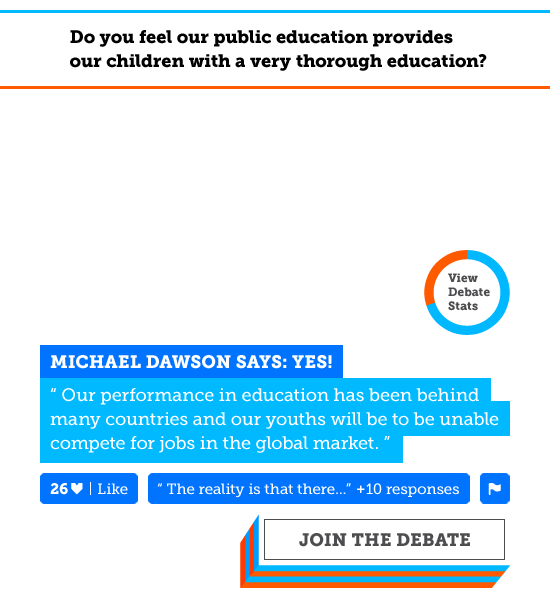 Do you feel our public education provides
our children with a very thorough education?
View
Debate
Stats
MICHAEL DAWSON SAYS: YES!
“ Our performance in education has been behind
many countries and our youths will be to be unable
compete for jobs in the global market. ”
26 | Like
“ The reality is that there...” +10 responses
JOIN THE DEBATE